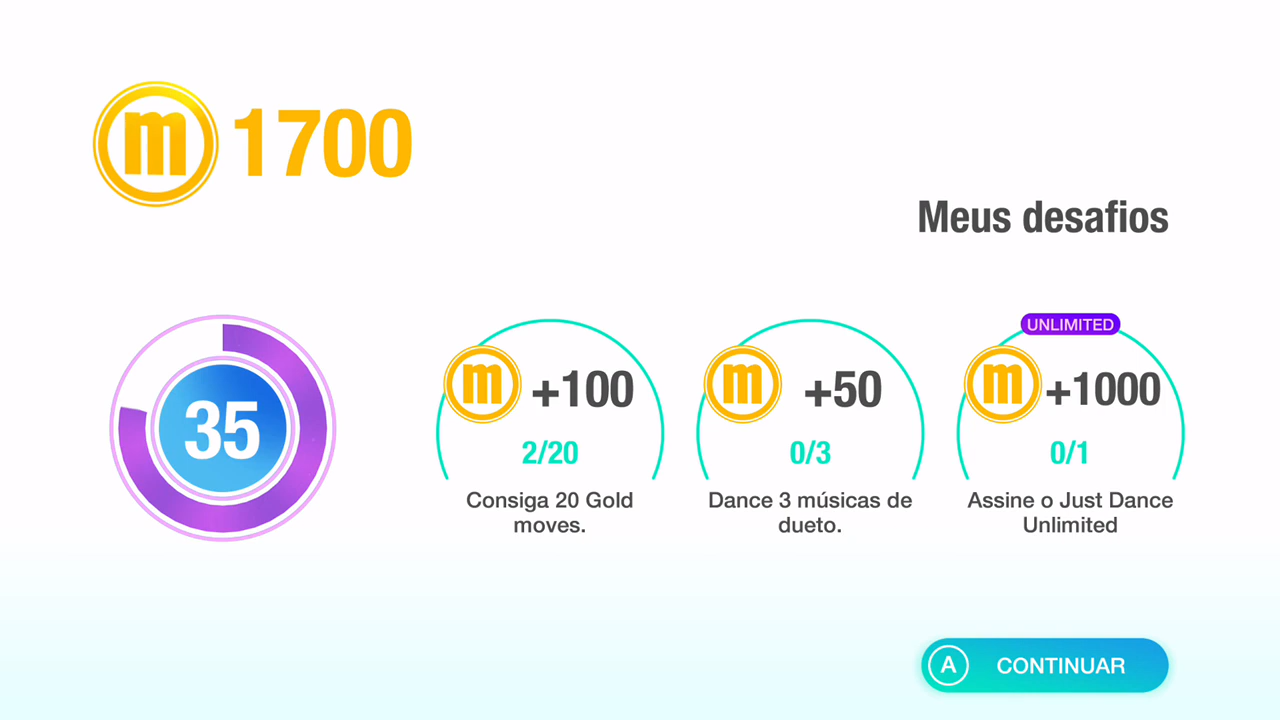 m 1700
Meus desafios
35
m +100
2/20
Consiga 20 Gold
moves.
m +50
0/3
Dance 3 músicas de
dueto.
UNLIMITED
m +1000
0/1
Assine o Just Dance
Unlimited
A CONTINUAR